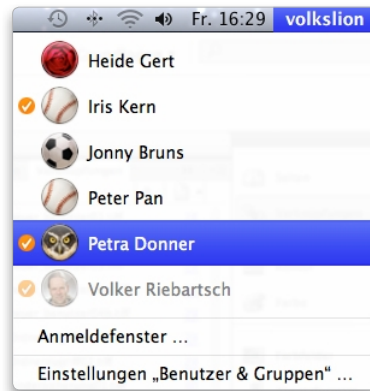 Fr. 16:29 volkslion
Heide Gert
Iris Kern
Jonny Bruns
Peter Pan
Petra Donner
Volker Riebartsch
Anmeldefenster ...
Einstellungen „Benutzer & Gruppen“ ...